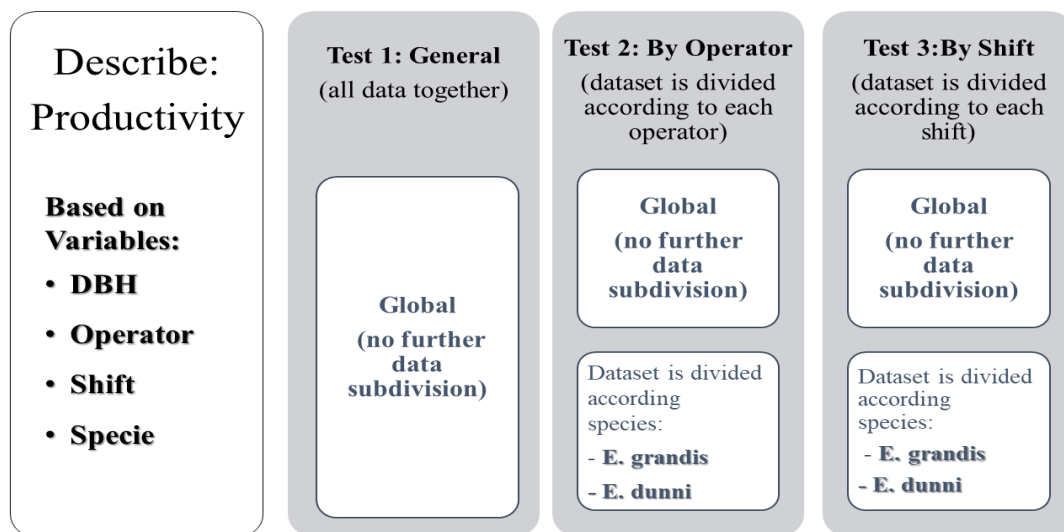 Describe:
Productivity
Based on
Variables:
• DBH
• Operator
• Shift
• Specie
Test 1: General
(all data together)
Global
(no further
data
subdivision)
Test 2: By Operator
(dataset is divided
according to each
operator)
Global
(no further
data
subdivision)
Dataset is divided
according
species:
- E. grandis
- E. dunni
Test 3:By Shift
(dataset is divided
according to each
shift)
Global
(no further
data
subdivision)
Dataset is divided
according
species:
- E. grandis
- E. dunni